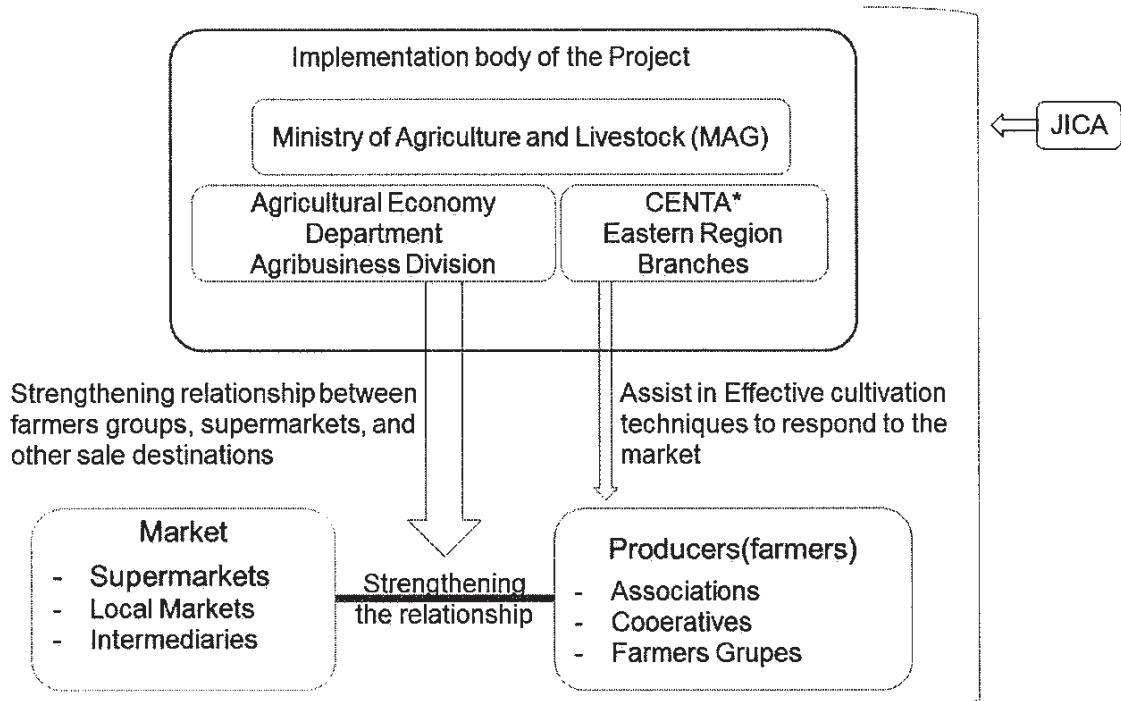 Implementation body of the Project
Ministry of Agriculture and Livestock (MAG)
JICA
Agricultural Economy
Department
Agribusiness Division
CENTA*
Eastern Region
Branches
Strengthening relationship between
farmers groups, supermarkets, and
other sale destinations
Assist in Effective cultivation
techniques to respond to the
market
Market
- Supermarkets
- Local Markets
- Intermediaries
Strengthening
the relationship
Producers(farmers)
- Associations
- Cooeratives
- Farmers Grupes